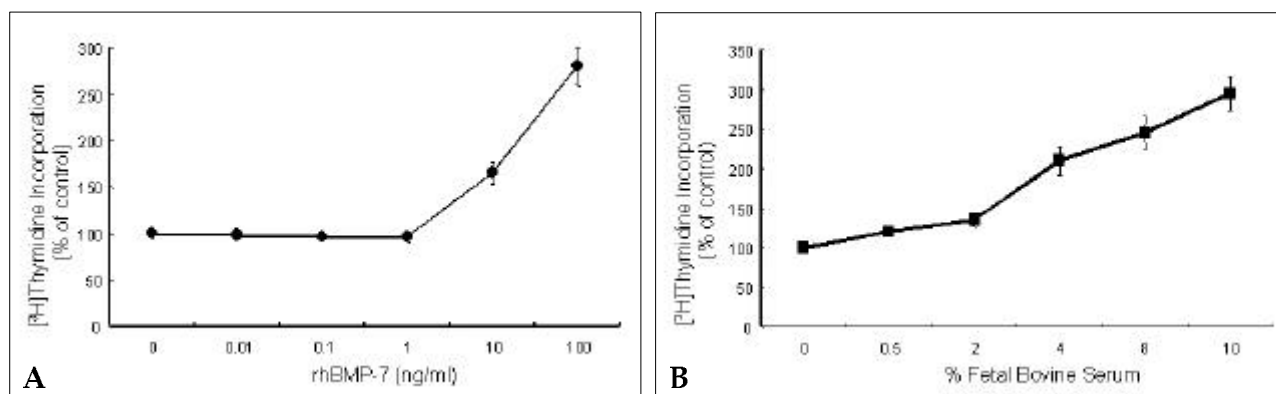 300
250
200
150
100
50
0
[³H]Thymidine Incorporation
(% of control)
0 0.01 0.1 1 10 100
rhBMP-7 (ng/ml)
A
350
300
250
200
150
100
50
0
[³H]Thymidine Incorporation
(% of control)
0 0.5 2 4 8 10
% Fetal Bovine Serum
B